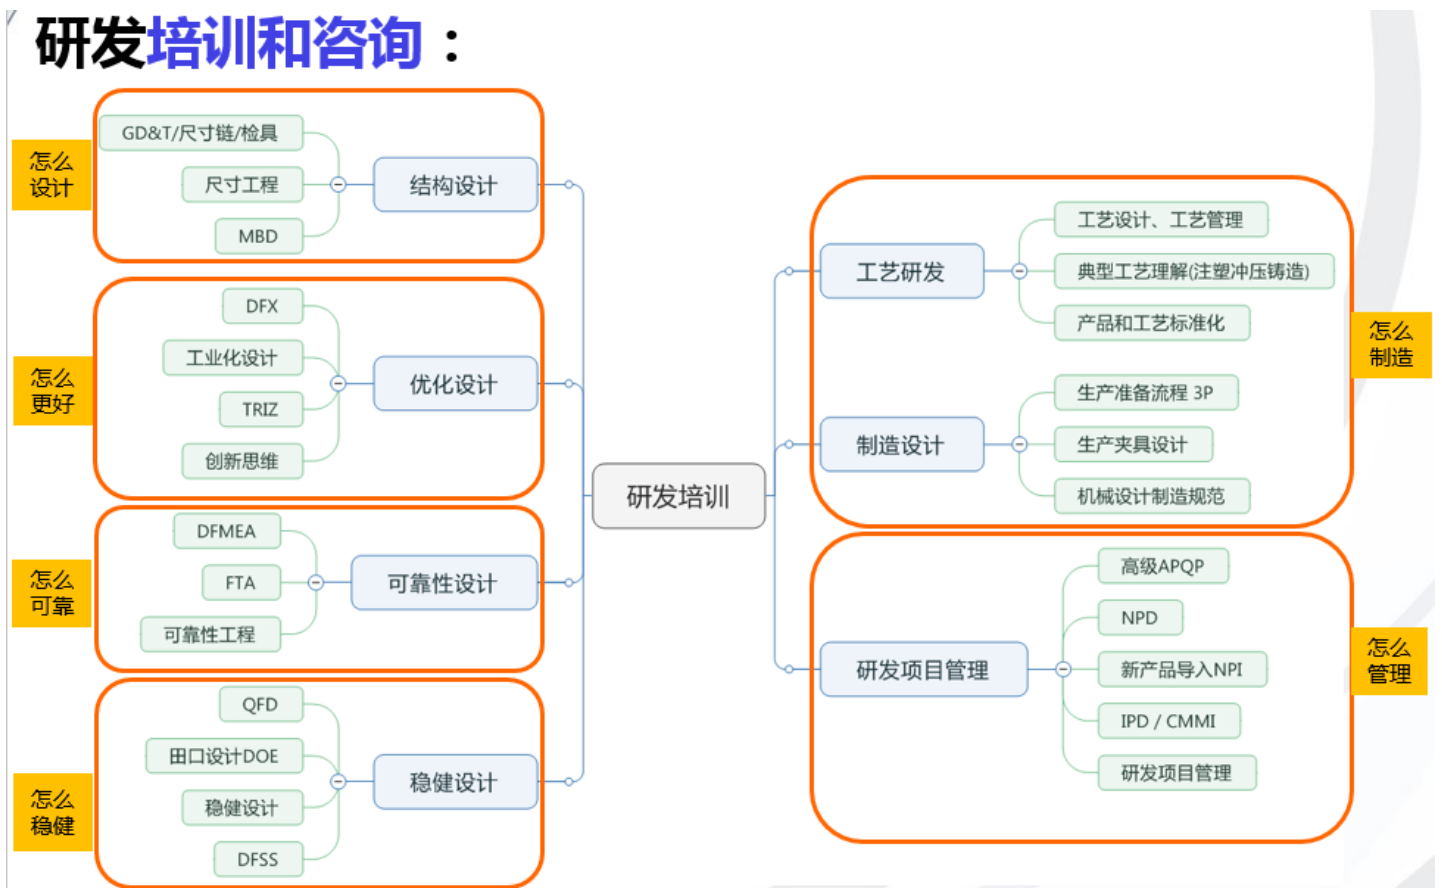 研发培训和咨询：
怎么
设计
GD&T/尺寸链/检具
尺寸工程
MBD
结构设计
怎么
更好
DFX
工业化设计
TRIZ
创新思维
优化设计
怎么
可靠
DFMEA
FTA
可靠性工程
可靠性设计
怎么
稳健
QFD
田口设计DOE
稳健设计
DFSS
稳健设计
研发培训
工艺研发
工艺设计、工艺管理
典型工艺理解(注塑冲压铸造)
产品和工艺标准化
制造设计
生产准备流程 3P
生产夹具设计
机械设计制造规范
怎么
制造
研发项目管理
高级APQP
NPD
新产品导入NPI
IPD / CMMI
研发项目管理
怎么
管理